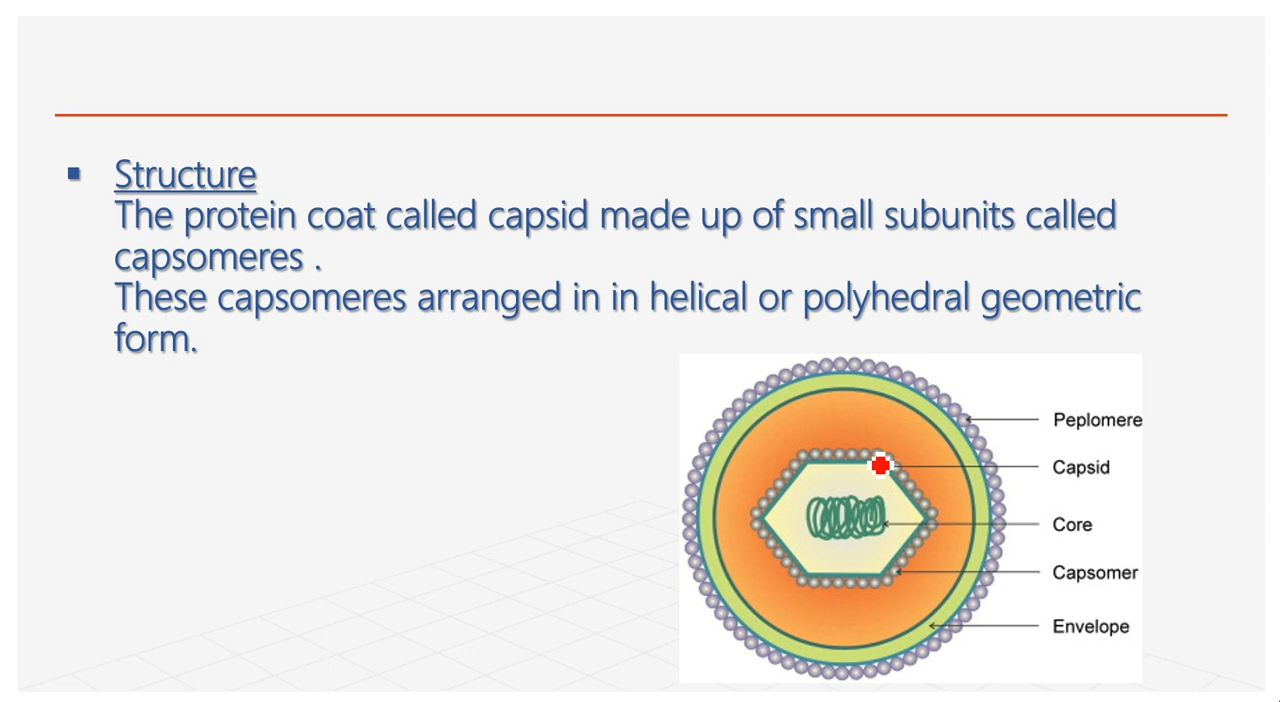 Structure
The protein coat called capsid made up of small subunits called
capsomeres .
These capsomeres arranged in in helical or polyhedral geometric
form.
Peplomere
Capsid
Core
Capsomer
Envelope